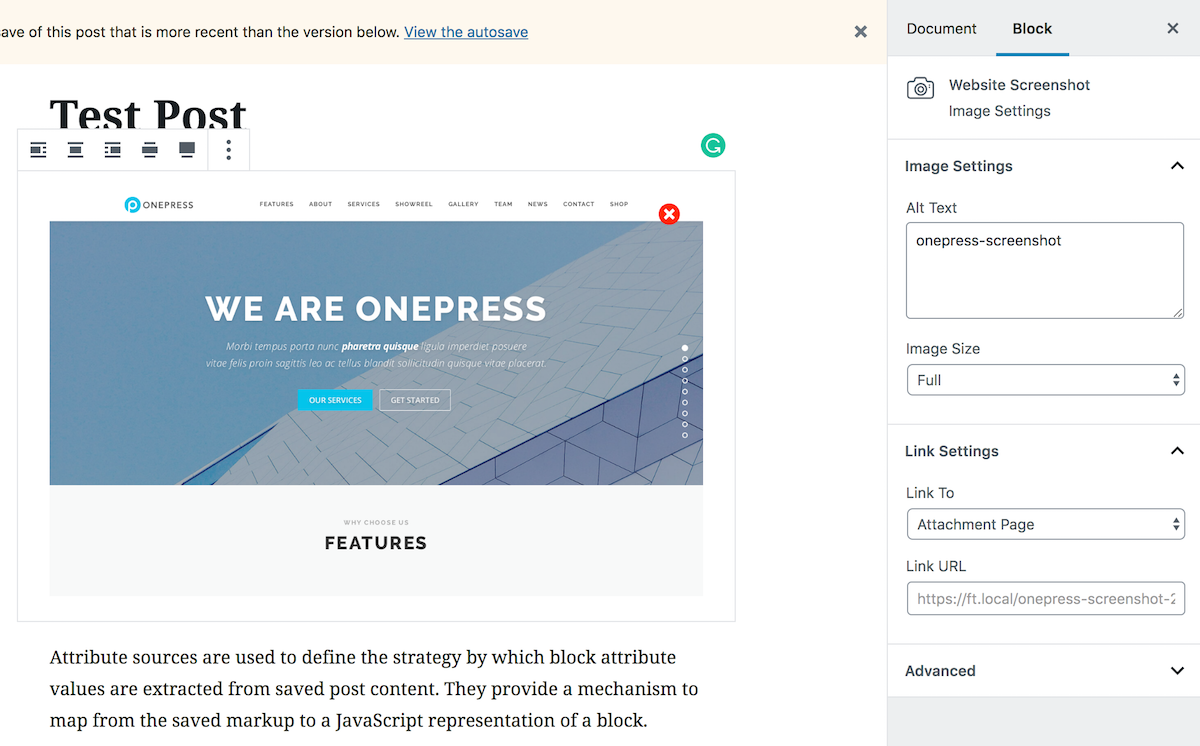 save of this post that is more recent than the version below. View the autosave
Document Block
Test Post
Website Screenshot
Image Settings
ONEPRESS
FEATURES ABOUT SERVICES SHOWREEL GALLERY TEAM NEWS CONTACT SHOP
WE ARE ONEPRESS
Morbi tempus porta nunc pharetra quisque ligula imperdiet posuere
vitae felis proin sagittis leo ac tellus blandit sollicitudin quisque vitae placerat.
OUR SERVICES GET STARTED
WHY CHOOSE US
FEATURES
Attribute sources are used to define the strategy by which block attribute
values are extracted from saved post content. They provide a mechanism to
map from the saved markup to a JavaScript representation of a block.
Image Settings
Alt Text
onepress-screenshot
Image Size
Full
Link Settings
Link To
Attachment Page
Link URL
https://ft.local/onepress-screenshot-2
Advanced